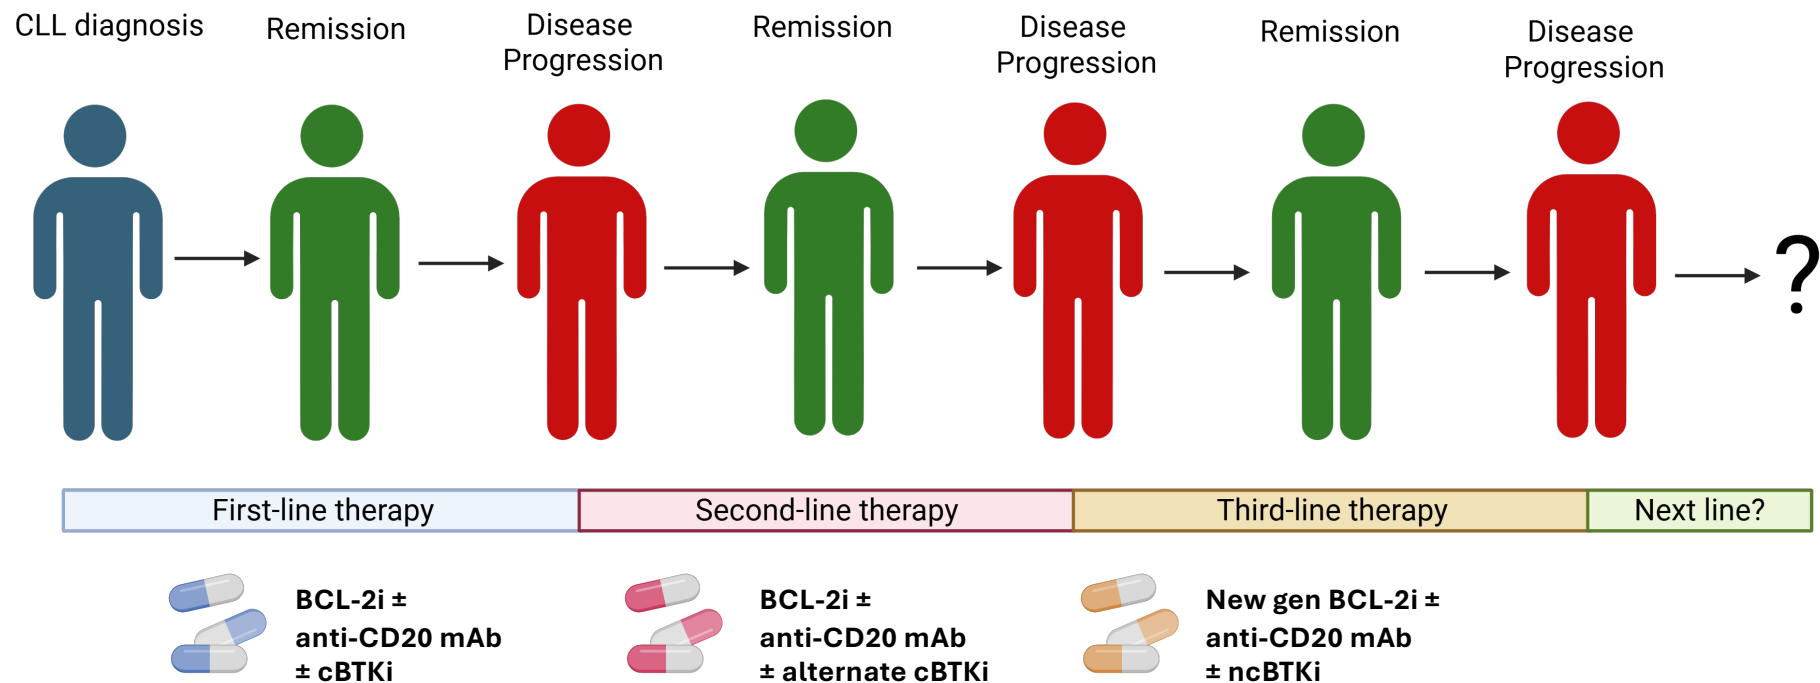 CLL diagnosis
Remission
Disease
Progression
Remission
Disease
Progression
Remission
Disease
Progression
?
First-line therapy
Second-line therapy
Third-line therapy
Next line?
BCL-2i ±
anti-CD20 mAb
± cBTKi
BCL-2i ±
anti-CD20 mAb
± alternate cBTKi
New gen BCL-2i ±
anti-CD20 mAb
± ncBTKi